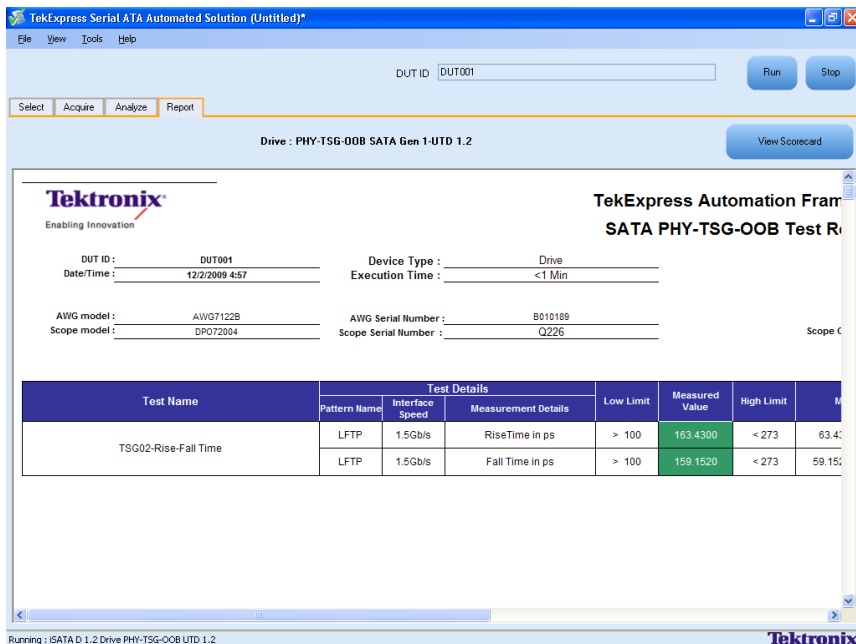 TekExpress Serial ATA Automated Solution (Untitled)*
File View Tools Help
DUT ID DUT001 Run Stop
Select Acquire Analyze Report
Drive : PHY-TSG-OOB SATA Gen 1-UTD 1.2 View Scorecard
Tektronix
Enabling Innovation
TekExpress Automation Fram
SATA PHY-TSG-OOB Test R
DUT ID : DUT001 Device Type : Drive
Date/Time : 12/2/2009 4:57 Execution Time : <1 Min
AWG model : AWG7122B AWG Serial Number : B010189
Scope model : DPO72004 Scope Serial Number : Q226 Scope
Test Name Test Details Low Limit Measured Value High Limit M
Pattern Name Interface Speed Measurement Details
TSG02-Rise-Fall Time
LFTP 1.5Gb/s RiseTime in ps > 100 163.4300 < 273 63.43
LFTP 1.5Gb/s Fall Time in ps > 100 159.1520 < 273 59.152
Running : iSATA D 1.2 Drive PHY-TSG-OOB UTD 1.2 Tektronix